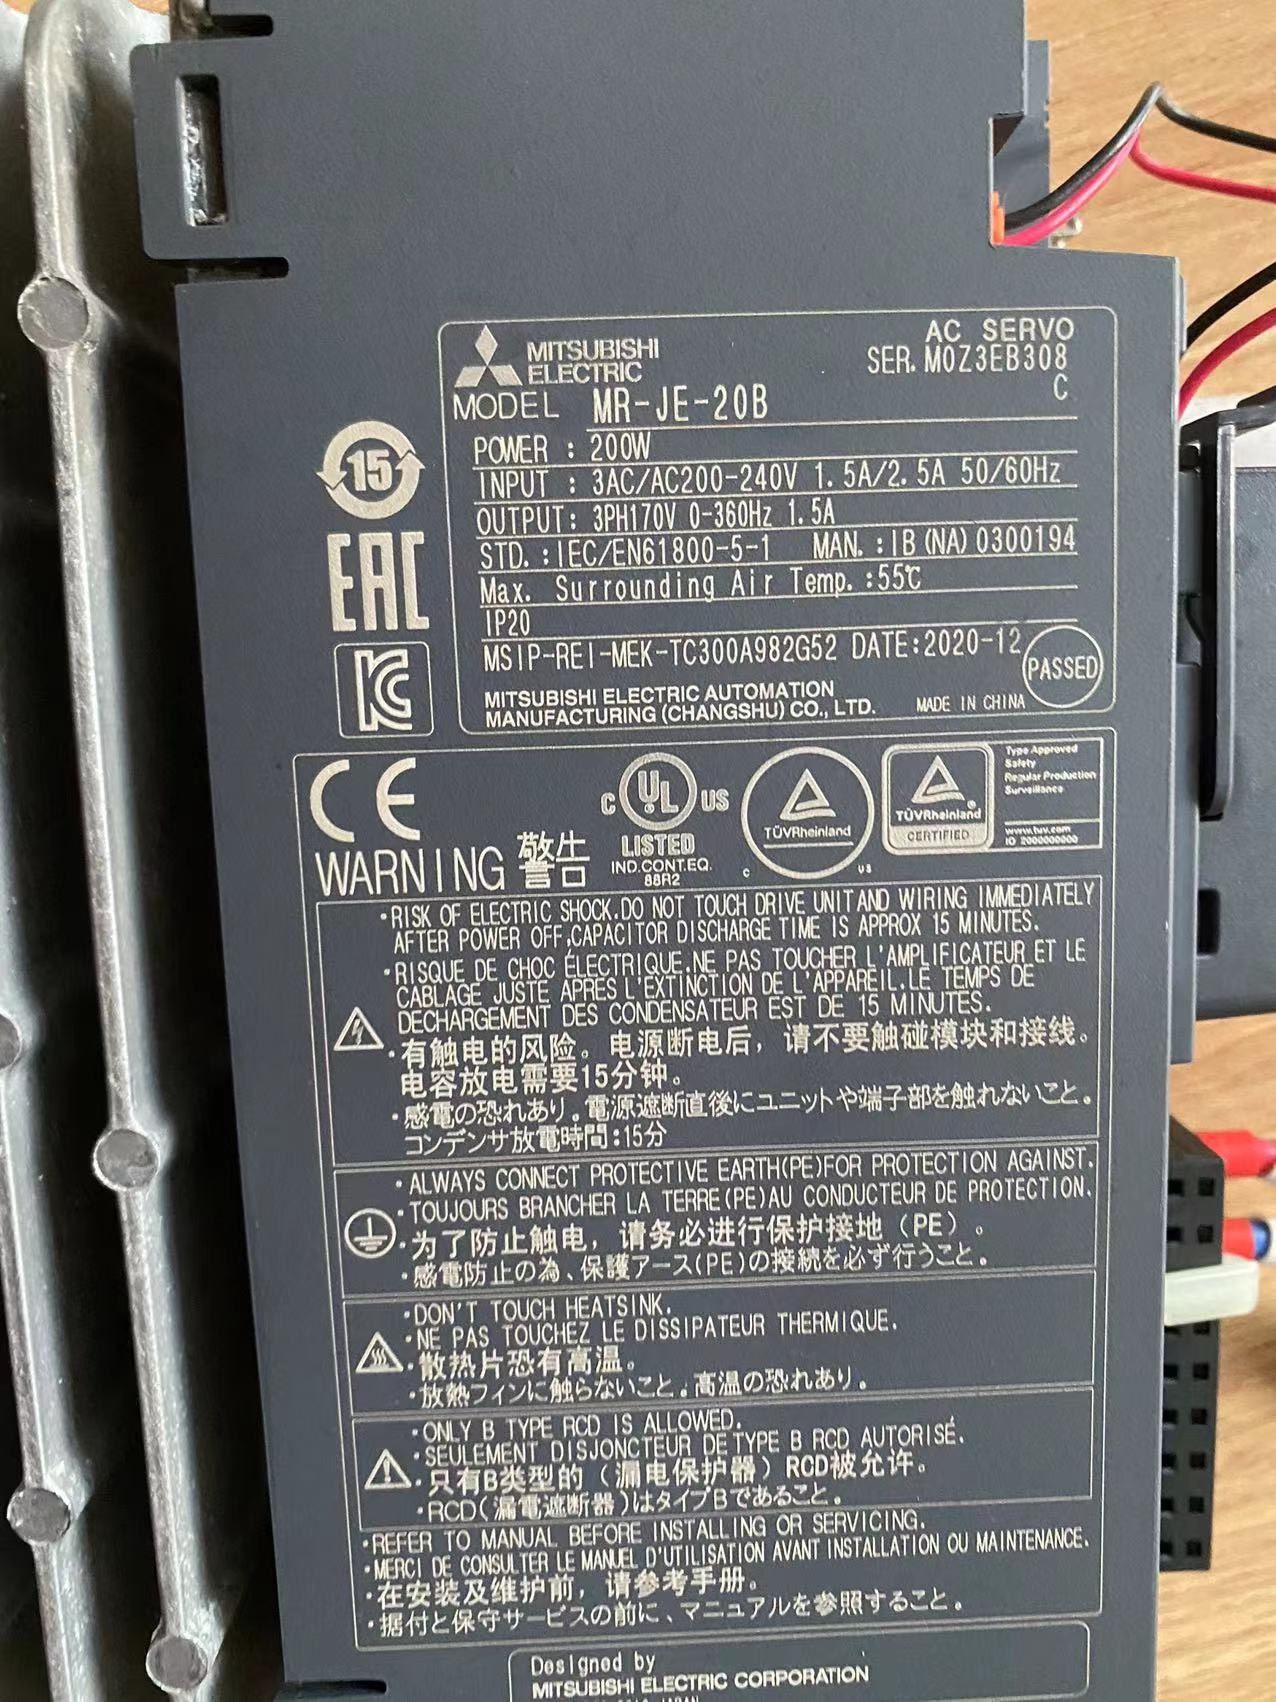 MITSUBISHI
ELECTRIC
AC SERVO
SER. M0Z3EB308
C
MODEL MR-JE-20B
POWER : 200W
INPUT : 3AC/AC200-240V 1.5A/2.5A 50/60Hz
OUTPUT: 3PH170V 0-360Hz 1.5A
STD. : IEC/EN61800-5-1 MAN. : IB(NA)0300194
Max. Surrounding Air Temp. :55℃
IP20
MSIP-REI-MEK-TC300A982G52 DATE:2020-12
PASSED
MITSUBISHI ELECTRIC AUTOMATION
MANUFACTURING (CHANGSHU) CO., LTD. MADE IN CHINA
15
EAC
KC
CE
C UL US
LISTED
IND.CONT.EQ.
88R2
TÜVRheinland
c us
TÜVRheinland®
CERTIFIED
Type Approved
Safety
Regular Production
Surveillance
www.tuv.com
ID 2000000000
WARNING 警告
・RISK OF ELECTRIC SHOCK.DO NOT TOUCH DRIVE UNIT AND WIRING IMMEDIATELY
AFTER POWER OFF,CAPACITOR DISCHARGE TIME IS APPROX 15 MINUTES.
・RISQUE DE CHOC ÉLECTRIQUE.NE PAS TOUCHER L'AMPLIFICATEUR ET LE
CABLAGE JUSTE APRES L'EXTINCTION DE L'APPAREIL.LE TEMPS DE
DECHARGEMENT DES CONDENSATEUR EST DE 15 MINUTES.
・有触电的风险。电源断电后，请不要触碰模块和接线。
电容放电需要15分钟。
・感電の恐れあり。電源遮断直後にユニットや端子部を触れないこと。
コンデンサ放電時間:15分
・ALWAYS CONNECT PROTECTIVE EARTH(PE)FOR PROTECTION AGAINST.
・TOUJOURS BRANCHER LA TERRE(PE)AU CONDUCTEUR DE PROTECTION.
・为了防止触电，请务必进行保护接地（PE）。
・感電防止の為、保護アース(PE)の接続を必ず行うこと。
・DON'T TOUCH HEATSINK.
・NE PAS TOUCHEZ LE DISSIPATEUR THERMIQUE.
・散热片恐有高温。
・放熱フィンに触らないこと。高温の恐れあり。
・ONLY B TYPE RCD IS ALLOWED.
・SEULEMENT DISJONCTEUR DE TYPE B RCD AUTORISÉ.
・只有B类型的（漏电保护器）RCD被允许。
・RCD(漏電遮断器)はタイプBであること。
・REFER TO MANUAL BEFORE INSTALLING OR SERVICING.
・MERCI DE CONSULTER LE MANUEL D'UTILISATION AVANT INSTALLATION OU MAINTENANCE.
・在安装及维护前，请参考手册。
・据付と保守サービスの前に、マニュアルを参照すること。
Designed by
MITSUBISHI ELECTRIC CORPORATION